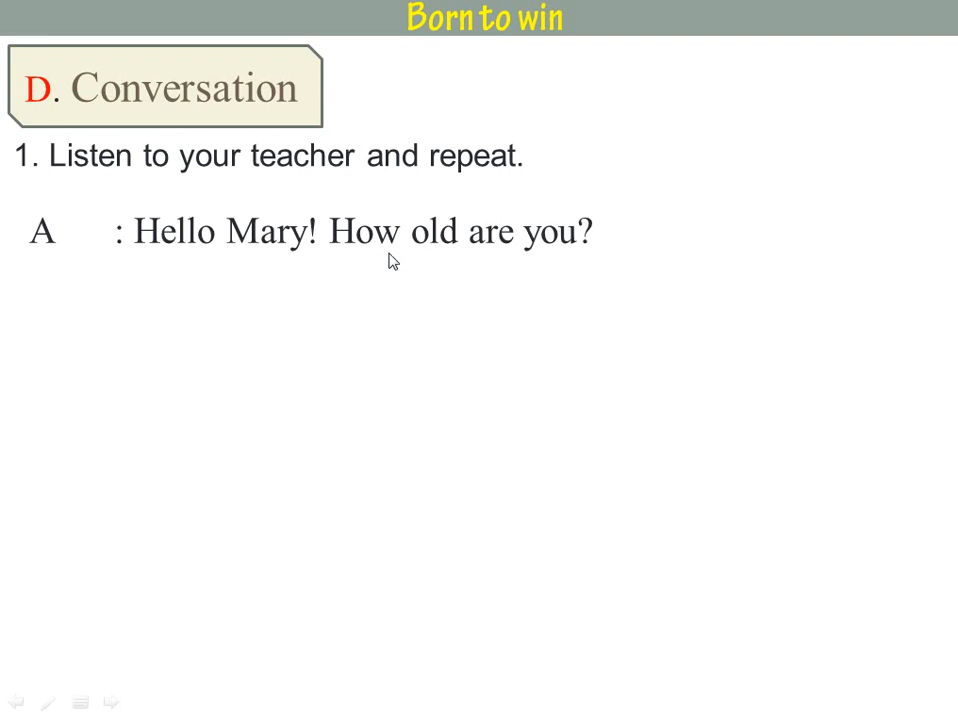 Born to win
D. Conversation
1. Listen to your teacher and repeat.
A : Hello Mary! How old are you?